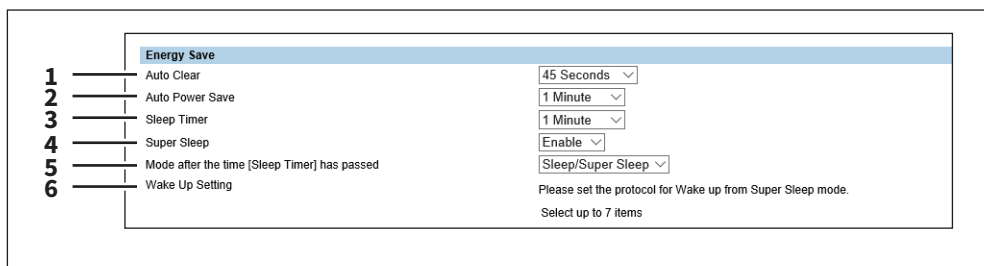 Energy Save
1 Auto Clear 45 Seconds
2 Auto Power Save 1 Minute
3 Sleep Timer 1 Minute
4 Super Sleep Enable
5 Mode after the time [Sleep Timer] has passed Sleep/Super Sleep
6 Wake Up Setting Please set the protocol for Wake up from Super Sleep mode.
Select up to 7 items